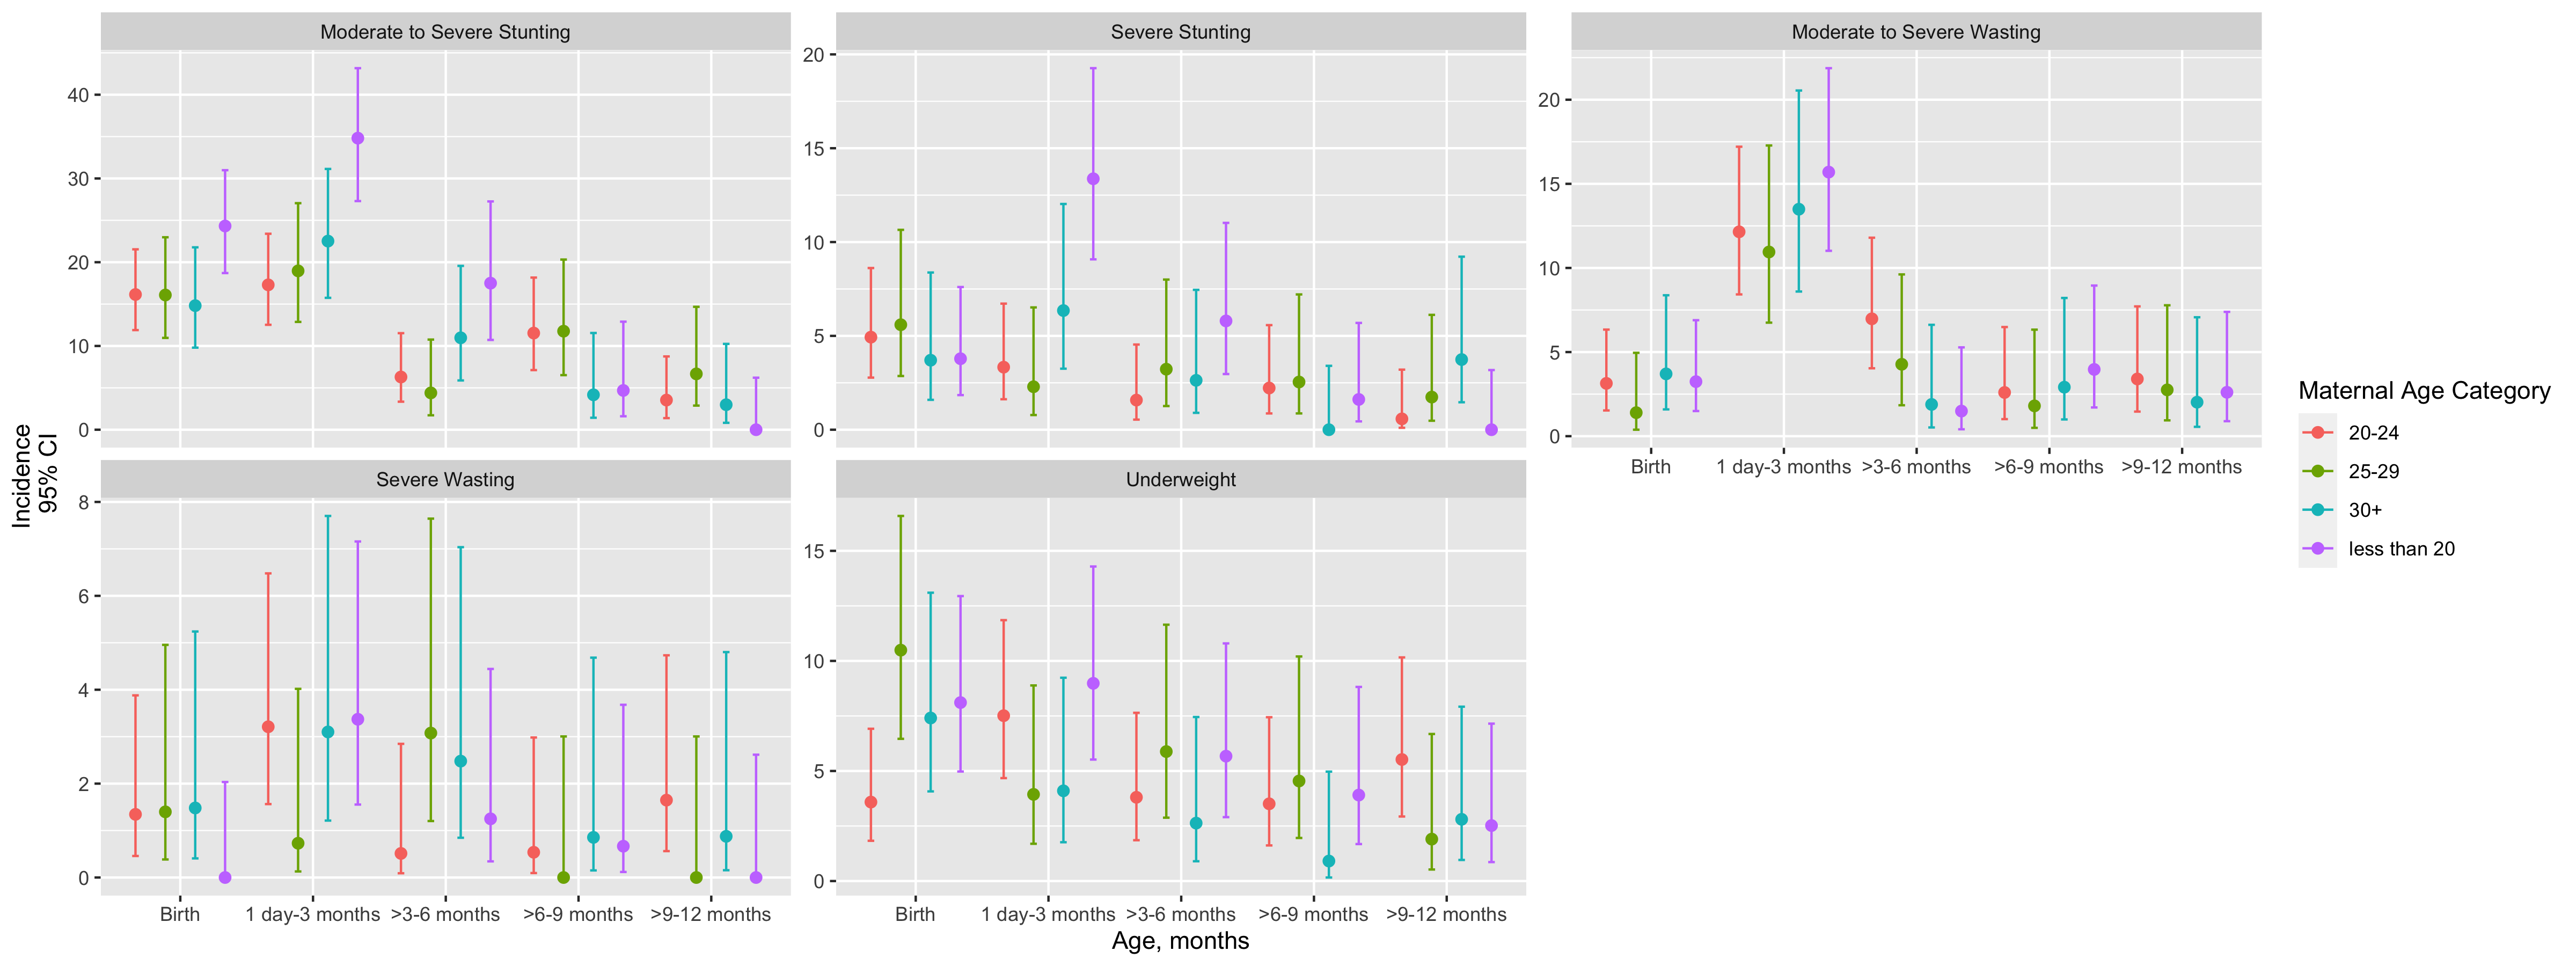 Moderate to Severe Stunting
Severe Stunting
Moderate to Severe Wasting
40
30
20
10
0
20
15
10
5
0
20
15
10
5
0
Birth
1 day-3 months
>3-6 months
>6-9 months
>9-12 months
Incidence
95% CI
Severe Wasting
Underweight
8
6
4
2
0
15
10
5
0
Birth
1 day-3 months
>3-6 months
>6-9 months
>9-12 months
Birth
1 day-3 months
>3-6 months
>6-9 months
>9-12 months
Age, months
Maternal Age Category
20-24
25-29
30+
less than 20